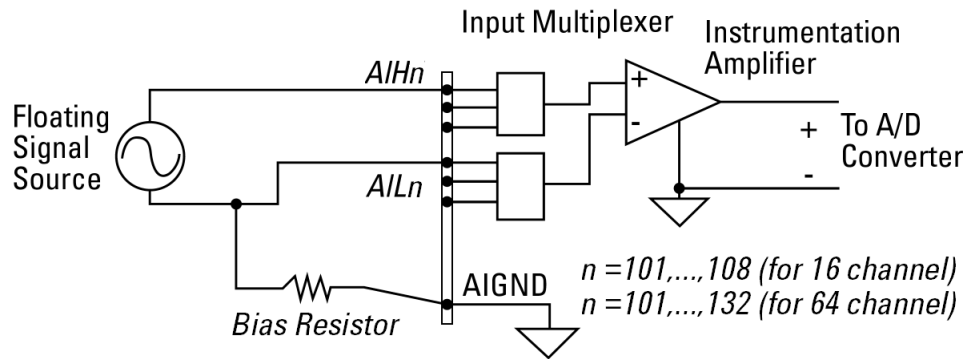 Input Multiplexer
Instrumentation
Amplifier
AIHn
Floating
Signal
Source
+
-
+
To A/D
Converter
-
AILn
AIGND
n =101,...,108 (for 16 channel)
n =101,...,132 (for 64 channel)
Bias Resistor